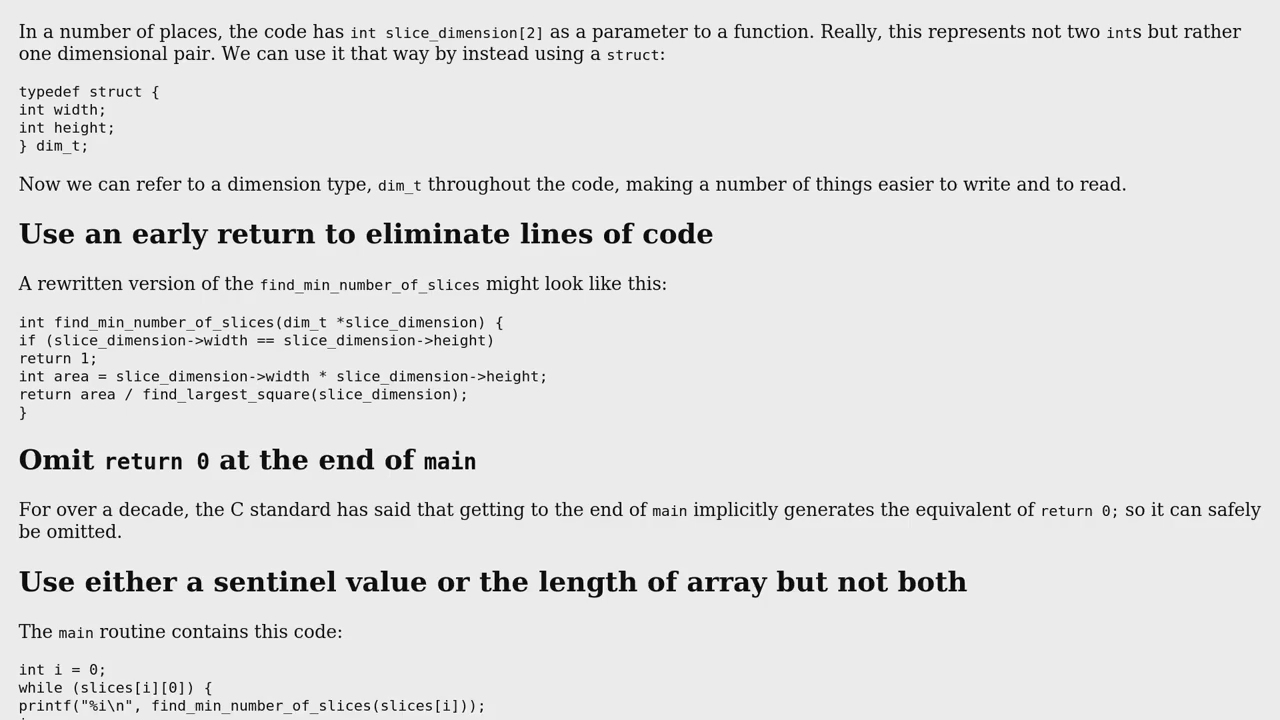 In a number of places, the code has int slice_dimension[2] as a parameter to a function. Really, this represents not two ints but rather
one dimensional pair. We can use it that way by instead using a struct:
typedef struct {
int width;
int height;
} dim_t;
Now we can refer to a dimension type, dim_t throughout the code, making a number of things easier to write and to read.
Use an early return to eliminate lines of code
A rewritten version of the find_min_number_of_slices might look like this:
int find_min_number_of_slices(dim_t *slice_dimension) {
if (slice_dimension->width == slice_dimension->height)
return 1;
int area = slice_dimension->width * slice_dimension->height;
return area / find_largest_square(slice_dimension);
}
Omit return 0 at the end of main
For over a decade, the C standard has said that getting to the end of main implicitly generates the equivalent of return 0; so it can safely
be omitted.
Use either a sentinel value or the length of array but not both
The main routine contains this code:
int i = 0;
while (slices[i][0]) {
printf("%i\n", find_min_number_of_slices(slices[i]));